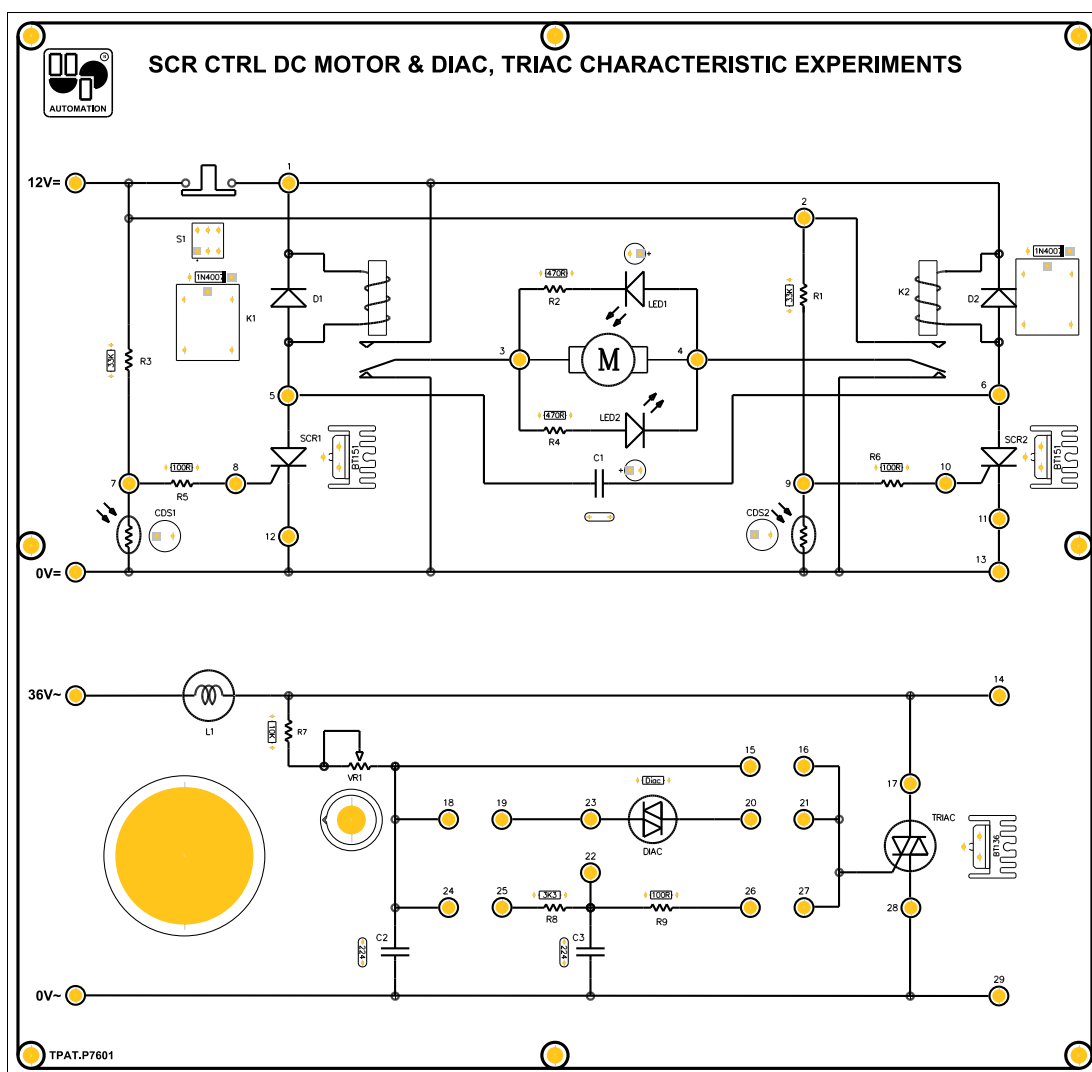 SCR CTRL DC MOTOR & DIAC, TRIAC CHARACTERISTIC EXPERIMENTS
R
AUTOMATION
12V=
1
2
S1
1N4007
K1
D1
470R
R2
+
LED1
33K
R1
K2
D2
1N4007
33K
R3
3
M
4
5
6
470R
R4
LED2
+
SCR1
BT151
SCR2
BT151
C1
7
100R
R5
8
9
R6
100R
10
CDS1
12
CDS2
11
0V=
13
36V~
L1
14
10K
R7
VR1
15
16
17
Diac
18
19
23
DIAC
20
21
TRIAC
BT136
22
24
25
3K3
R8
100R
R9
26
27
28
C2
224
C3
224
0V~
29
TPAT.P7601